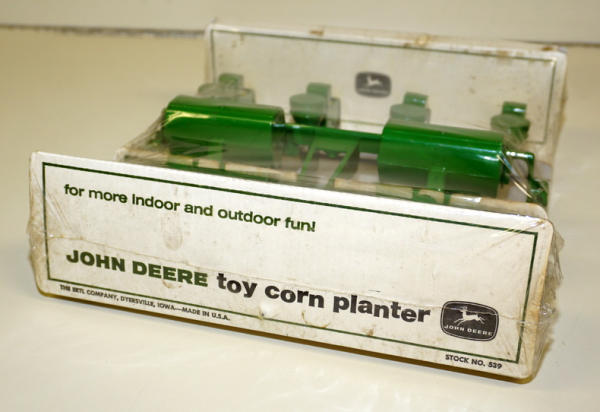 for more indoor and outdoor fun!
JOHN DEERE toy corn planter
JOHN DEERE
THE ERTL COMPANY, DYERSVILLE, IOWA—MADE IN U.S.A.
STOCK NO. 539